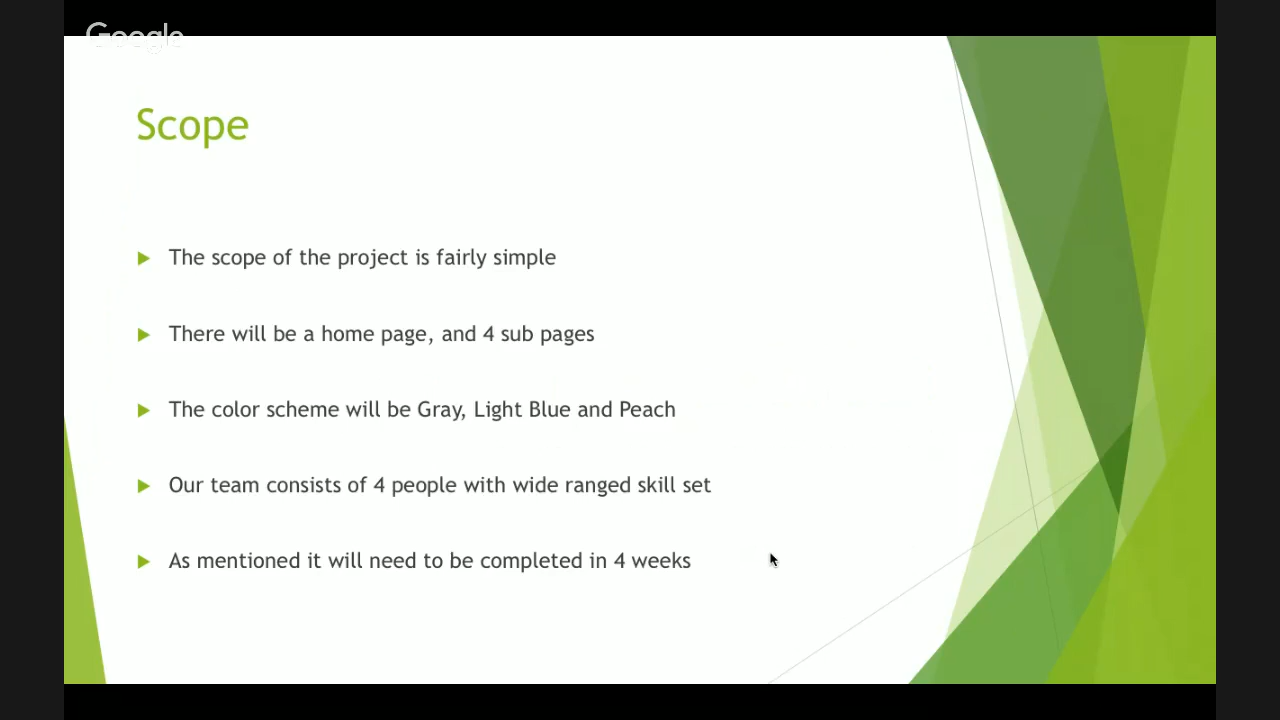 Google
Scope
The scope of the project is fairly simple
There will be a home page, and 4 sub pages
The color scheme will be Gray, Light Blue and Peach
Our team consists of 4 people with wide ranged skill set
As mentioned it will need to be completed in 4 weeks